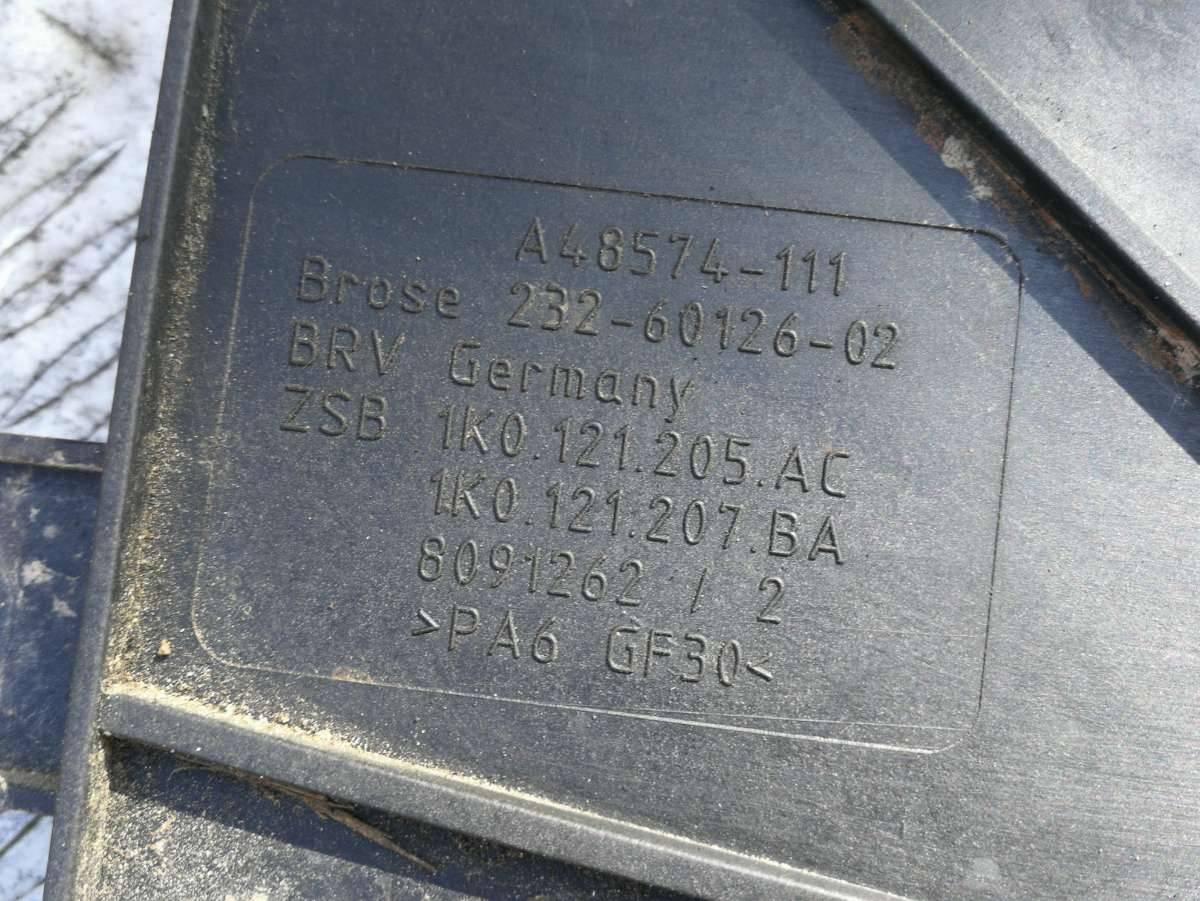 A48574-111
Brose 232-60126-02
BRV Germany
ZSB 1K0.121.205.AC
1K0.121.207.BA
8091262 / 2
>PA6 GF30<